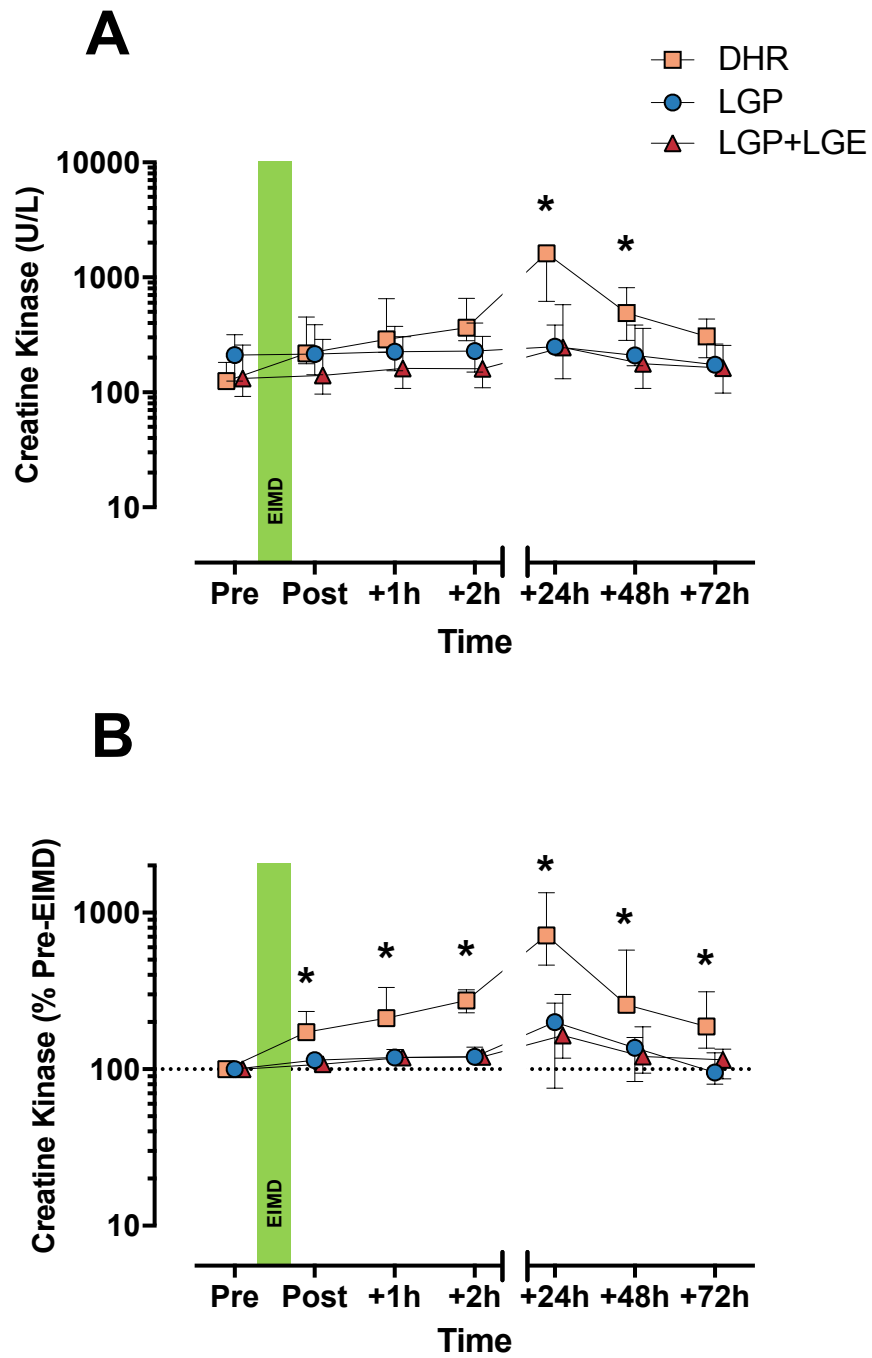 A
DHR
LGP
LGP+LGE
Creatine Kinase (U/L)
10000
1000
100
10
EIMD
*
*
Pre Post +1h +2h +24h +48h +72h
Time
B
Creatine Kinase (% Pre-EIMD)
1000
100
10
EIMD
*
*
*
*
*
*
Pre Post +1h +2h +24h +48h +72h
Time